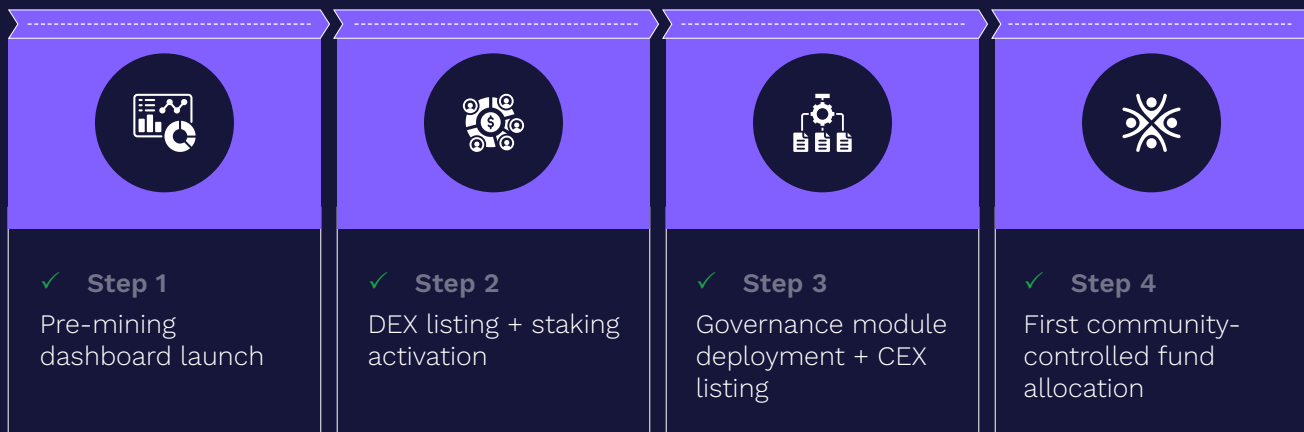 Step 1
Pre-mining
dashboard launch
Step 2
DEX listing + staking
activation
Step 3
Governance module
deployment + CEX
listing
Step 4
First community-
controlled fund
allocation